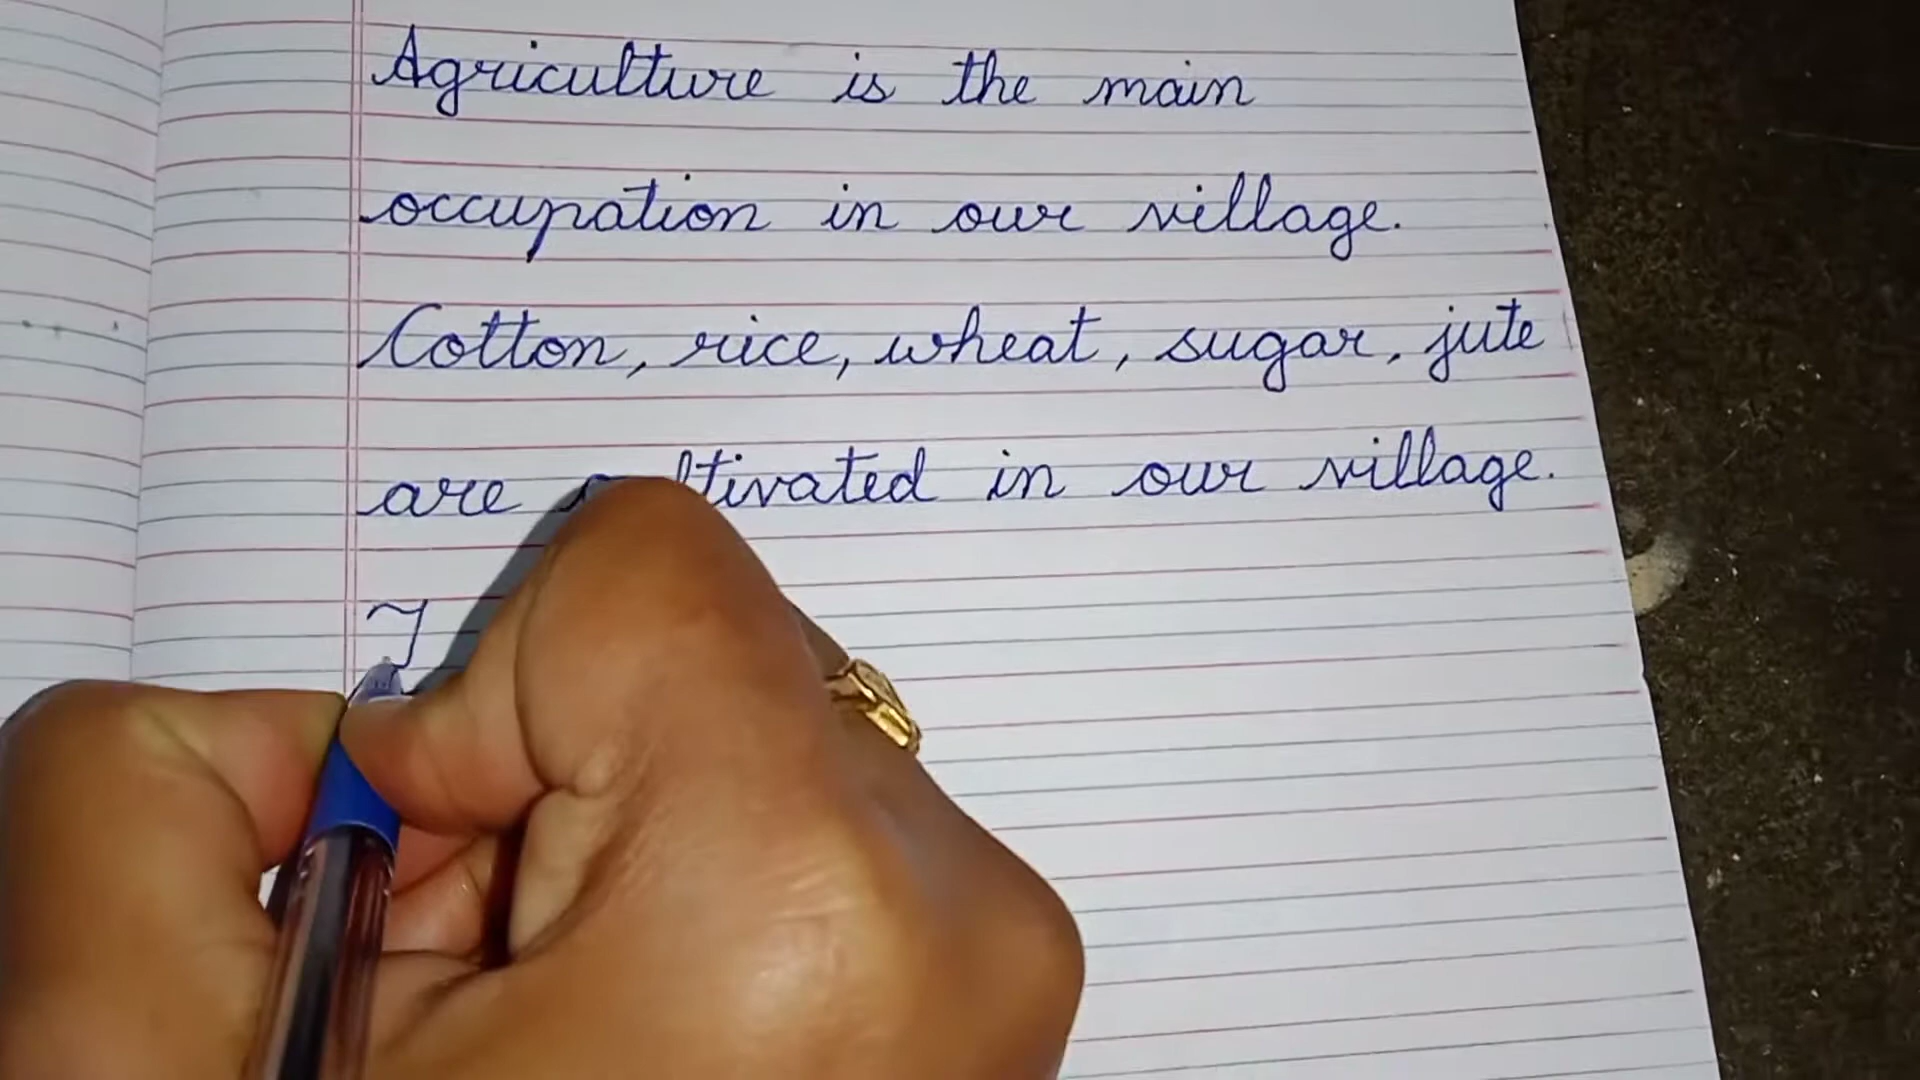 Agriculture is the main
occupation in our village.
Cotton, rice, wheat, sugar, jute
are in our village.
T